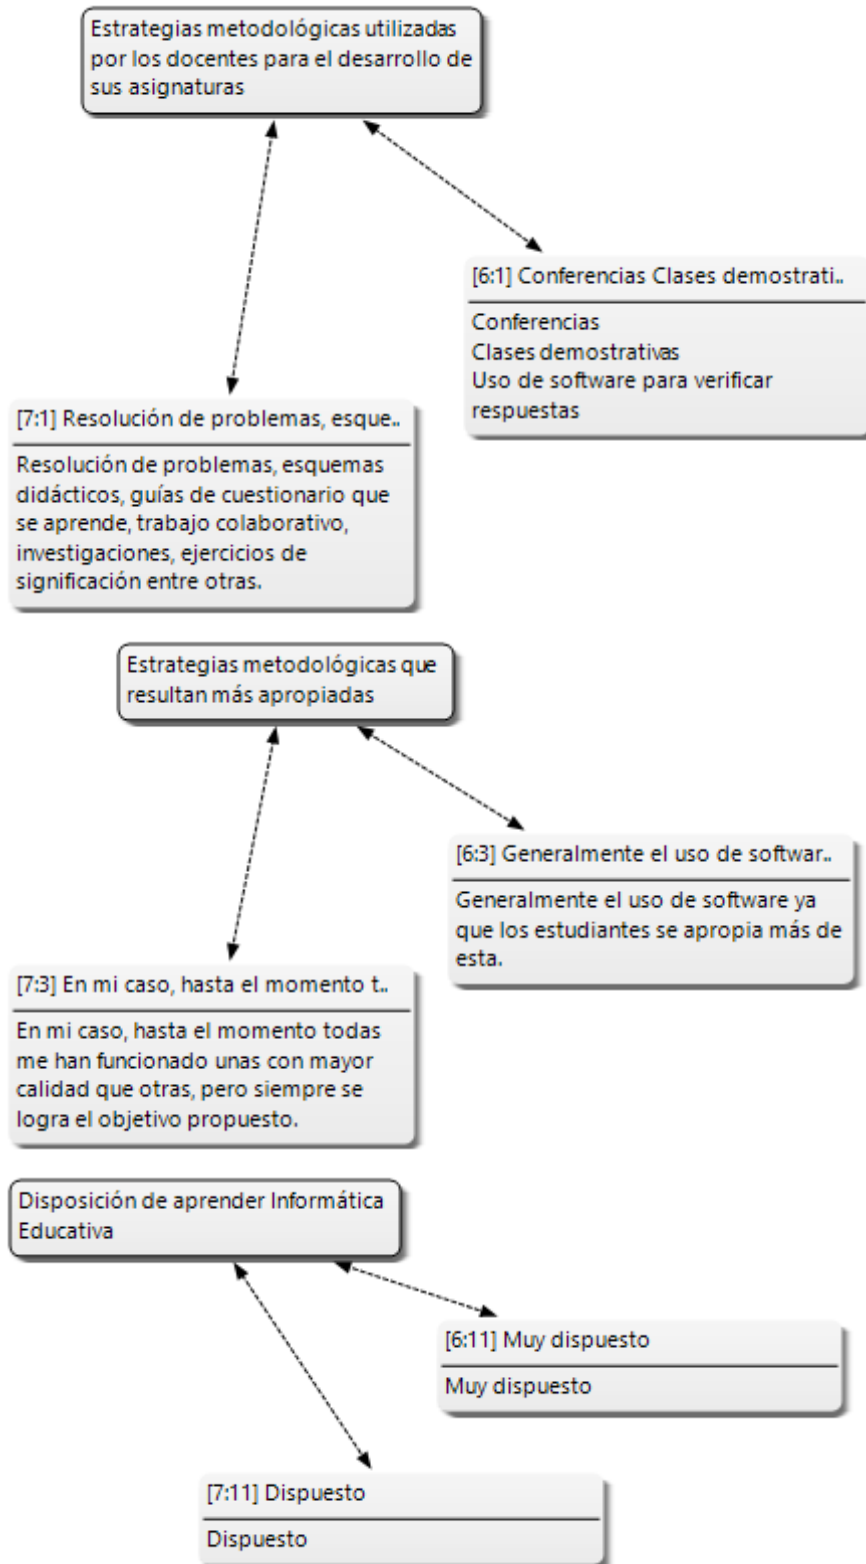 Estrategias metodológicas utilizadas
por los docentes para el desarrollo de
sus asignaturas
[6:1] Conferencias Clases demostrati..
Conferencias
Clases demostrativas
Uso de software para verificar
respuestas
[7:1] Resolución de problemas, esque..
Resolución de problemas, esquemas
didácticos, guías de cuestionario que
se aprende, trabajo colaborativo,
investigaciones, ejercicios de
significación entre otras.
Estrategias metodológicas que
resultan más apropiadas
[6:3] Generalmente el uso de softwar..
Generalmente el uso de software ya
que los estudiantes se apropia más de
esta.
[7:3] En mi caso, hasta el momento t..
En mi caso, hasta el momento todas
me han funcionado unas con mayor
calidad que otras, pero siempre se
logra el objetivo propuesto.
Disposición de aprender Informática
Educativa
[6:11] Muy dispuesto
Muy dispuesto
[7:11] Dispuesto
Dispuesto